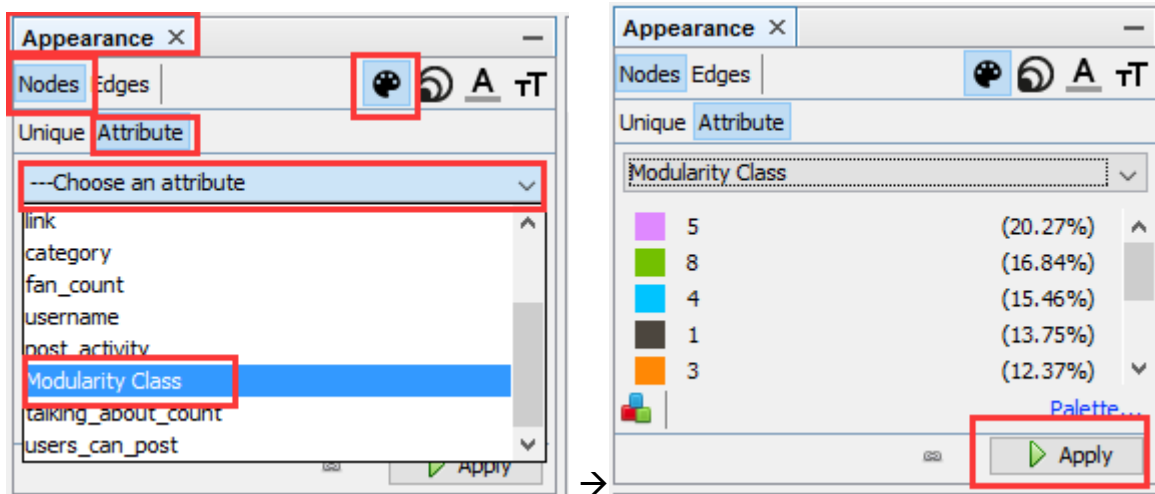 Appearance
Nodes Edges A TT
Unique Attribute
---Choose an attribute
link
category
fan_count
username
post_activity
Modularity Class
talking_about_count
users_can_post
Apply
→
Appearance
Nodes Edges A TT
Unique Attribute
Modularity Class
5 (20.27%)
8 (16.84%)
4 (15.46%)
1 (13.75%)
3 (12.37%)
Palette...
Apply